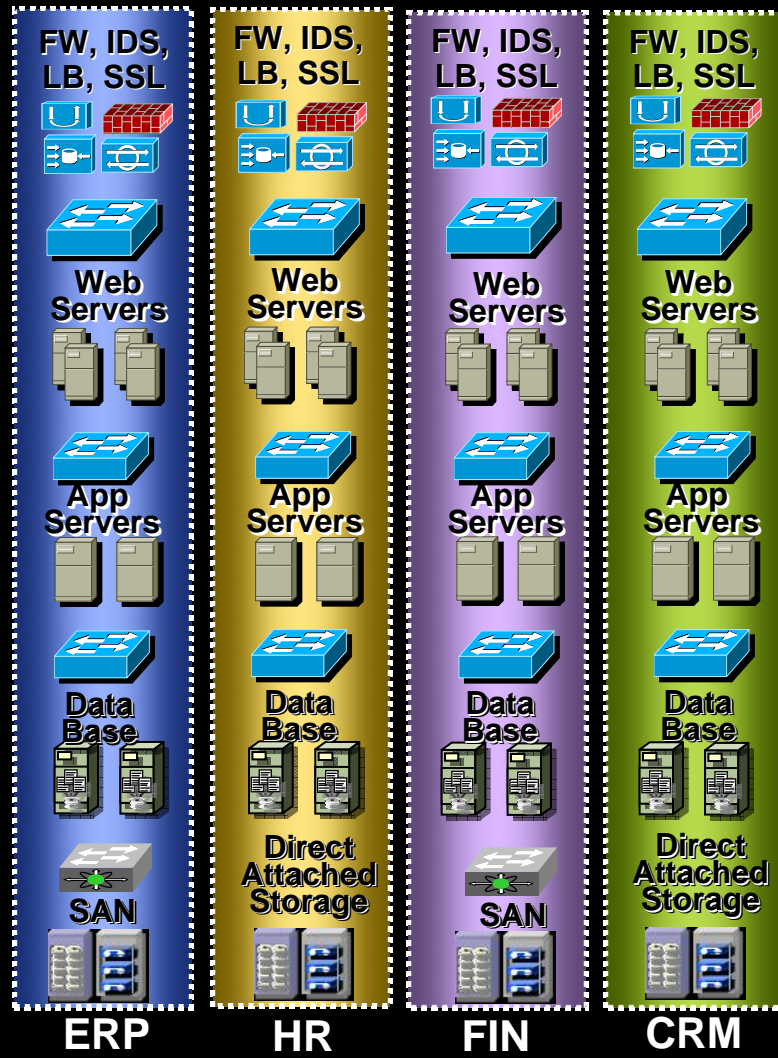 FW, IDS,
LB, SSL
Web
Servers
App
Servers
Data
Base
SAN
ERP
FW, IDS,
LB, SSL
Web
Servers
App
Servers
Data
Base
Direct
Attached
Storage
HR
FW, IDS,
LB, SSL
Web
Servers
App
Servers
Data
Base
SAN
FIN
FW, IDS,
LB, SSL
Web
Servers
App
Servers
Data
Base
Direct
Attached
Storage
CRM